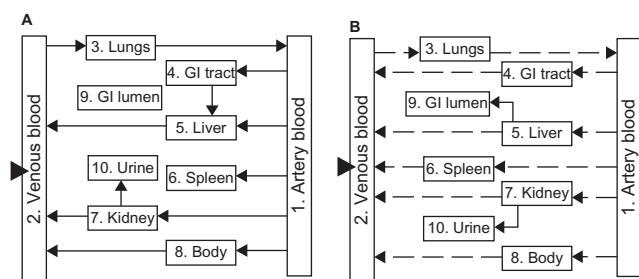 A
2. Venous blood
3. Lungs
4. GI tract
9. GI lumen
5. Liver
10. Urine
6. Spleen
7. Kidney
8. Body
1. Artery blood
B
2. Venous blood
3. Lungs
4. GI tract
9. GI lumen
5. Liver
6. Spleen
7. Kidney
10. Urine
8. Body
1. Artery blood